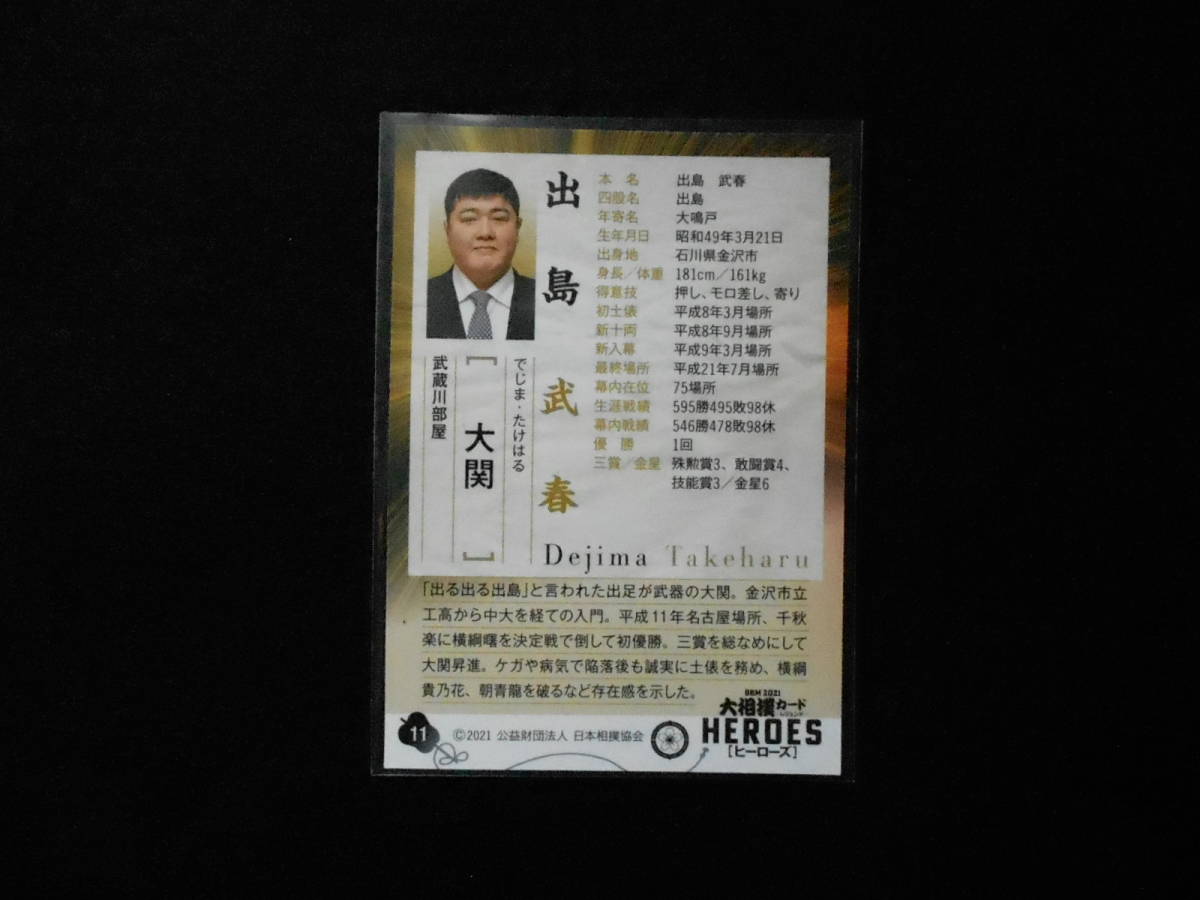 出島武春
でじま・たけはる
[ 大関 ]
武蔵川部屋
本名 出島 武春
四股名 出島
年寄名 大鳴戸
生年月日 昭和49年3月21日
出身地 石川県金沢市
身長／体重 181cm／161kg
得意技 押し、モロ差し、寄り
初土俵 平成8年3月場所
新十両 平成8年9月場所
新入幕 平成9年3月場所
最終場所 平成21年7月場所
幕内在位 75場所
生涯戦績 595勝495敗98休
幕内戦績 546勝478敗98休
優勝 1回
三賞／金星 殊勲賞3、敢闘賞4、
技能賞3／金星6
Dejima Takeharu
「出る出る出島」と言われた出足が武器の大関。金沢市立
工高から中大を経ての入門。平成11年名古屋場所、千秋
楽に横綱曙を決定戦で倒して初優勝。三賞を総なめにして
大関昇進。ケガや病気で陥落後も誠実に土俵を務め、横綱
貴乃花、朝青龍を破るなど存在感を示した。
11
©2021 公益財団法人 日本相撲協会
BBM 2021
大相撲カード
レジェンド
HEROES
[ヒーローズ]